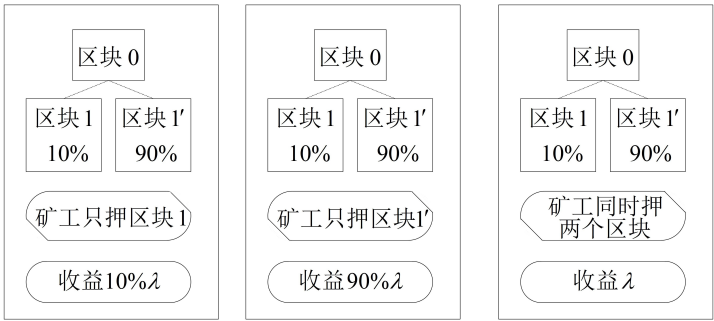 区块 0
区块 1
10%
区块 1′
90%
矿工只押区块 1
收益10%λ
区块 0
区块 1
10%
区块 1′
90%
矿工只押区块1′
收益90%λ
区块 0
区块 1
10%
区块 1′
90%
矿工同时押
两个区块
收益λ